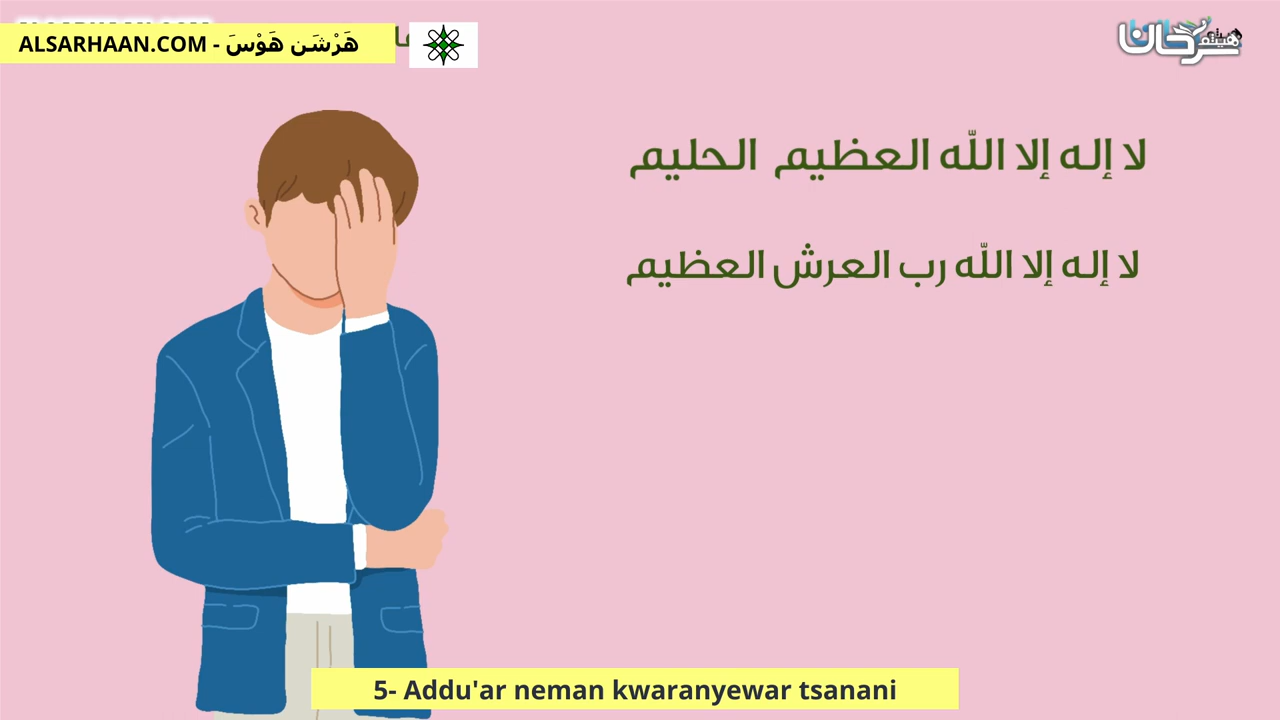 ALSARHAAN.COM - هَرْشَـن هَوْسَ
لا إله إلا الله العظيم الحليم
لا إله إلا الله رب العرش العظيم
5- Addu'ar neman kwaranyewar tsanani